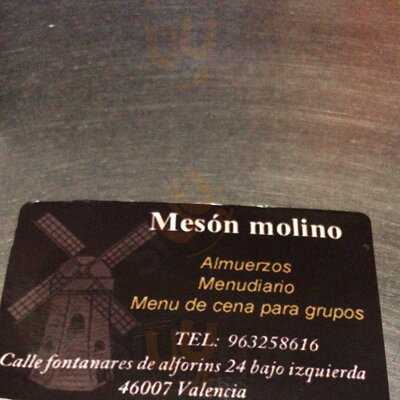 Mesón molino
Almuerzos
Menudiario
Menu de cena para grupos
TEL: 963258616
Calle fontanares de alforins 24 bajo izquierda
46007 Valencia